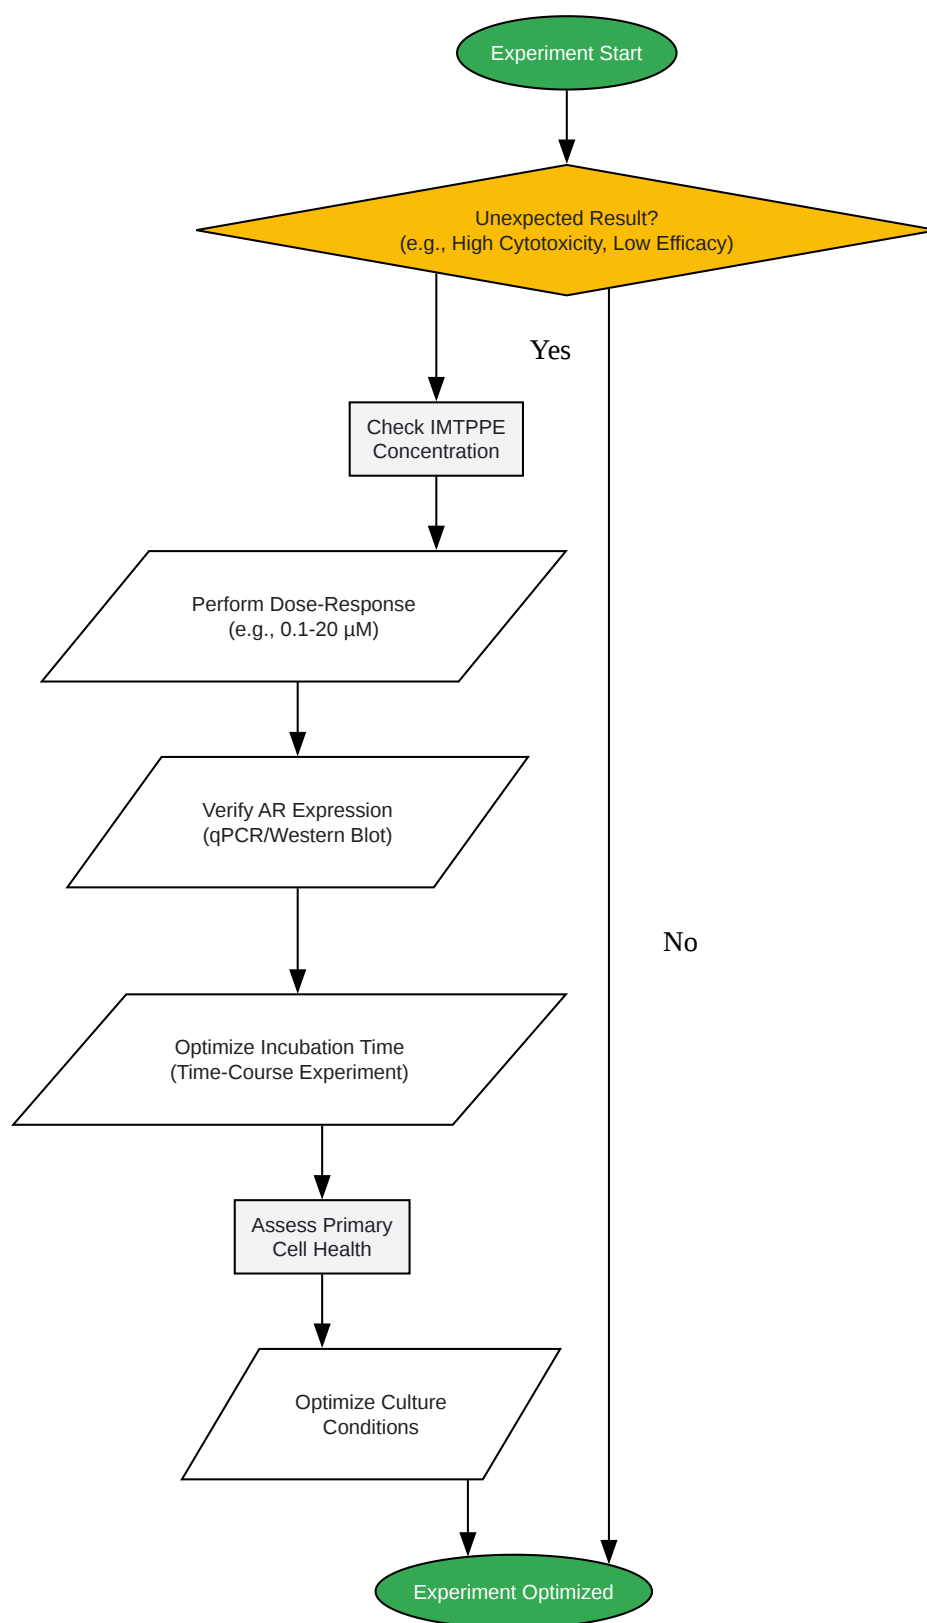 Experiment Start
Unexpected Result?
(e.g., High Cytotoxicity, Low Efficacy)
Yes
Check IMTPPE
Concentration
Perform Dose-Response
(e.g., 0.1-20 µM)
Verify AR Expression
(qPCR/Western Blot)
No
Optimize Incubation Time
(Time-Course Experiment)
Assess Primary
Cell Health
Optimize Culture
Conditions
Experiment Optimized